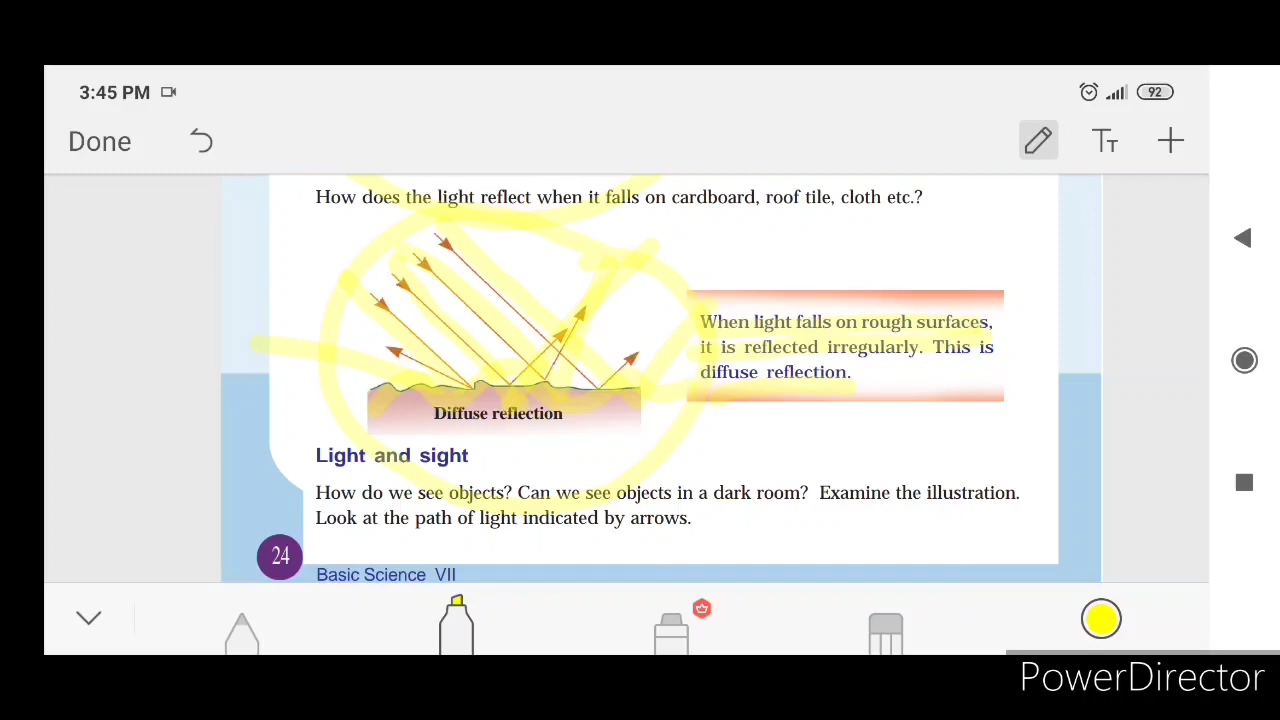 3:45 PM
92
Done
TT
How does the light reflect when it falls on cardboard, roof tile, cloth etc.?
When light falls on rough surfaces,
it is reflected irregularly. This is
diffuse reflection.
Diffuse reflection
Light and sight
How do we see objects? Can we see objects in a dark room? Examine the illustration.
Look at the path of light indicated by arrows.
24
Basic Science VII
PowerDirector